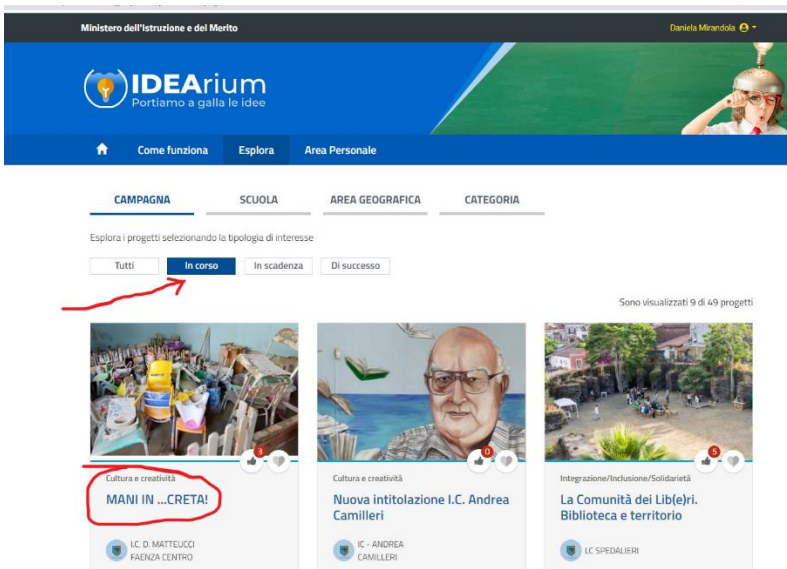 Ministero dell'Istruzione e del Merito
Daniela Mirandola
IDEArium
Portiamo a galla le idee
Come funziona Esplora Area Personale
CAMPAGNA SCUOLA AREA GEOGRAFICA CATEGORIA
Esplora i progetti selezionando la tipologia di interesse
Tutti In corso In scadenza Di successo
Sono visualizzati 9 di 49 progetti
3
Cultura e creatività
MANI IN ...CRETA!
I.C. D. MATTEUCCI
FAENZA CENTRO
0
Cultura e creatività
Nuova intitolazione I.C. Andrea
Camilleri
IC - ANDREA
CAMILLERI
5
Integrazione/Inclusione/Solidarietà
La Comunità dei Lib(e)ri.
Biblioteca e territorio
I.C SPEDALIERI